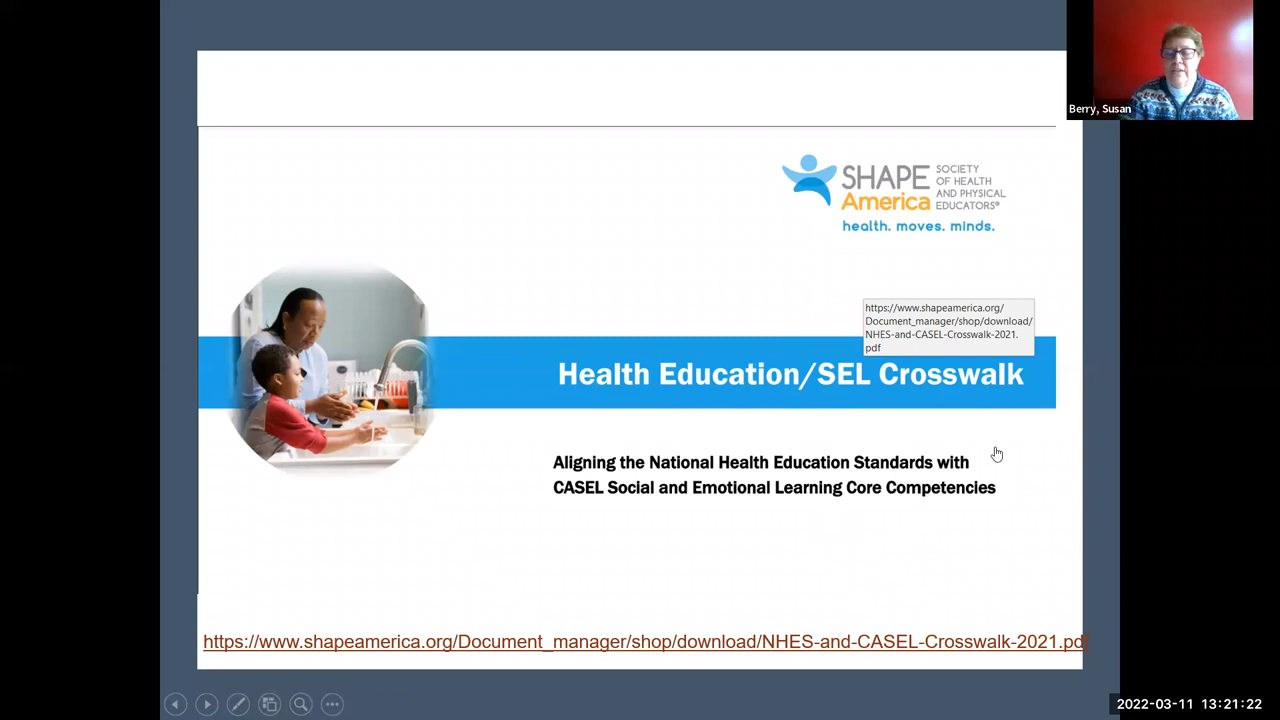 Berry, Susan
SHAPE
America
SOCIETY
OF HEALTH
AND PHYSICAL
EDUCATORS®
health. moves. minds.
https://www.shapeamerica.org/
Document_manager/shop/download/
NHES-and-CASEL-Crosswalk-2021.
pdf
Health Education/SEL Crosswalk
Aligning the National Health Education Standards with
CASEL Social and Emotional Learning Core Competencies
https://www.shapeamerica.org/Document_manager/shop/download/NHES-and-CASEL-Crosswalk-2021.pdf
2022-03-11 13:21:22